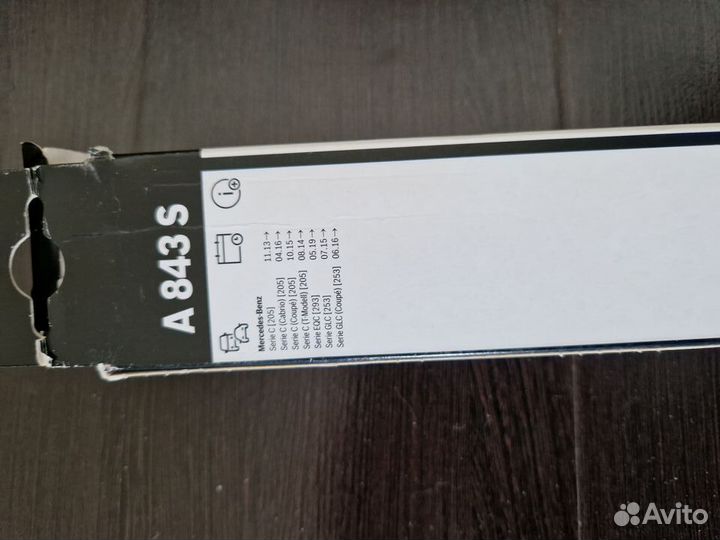 A 843 S
Mercedes-Benz
Serie C [205] 11.13→
Serie C (Cabrio) [205] 04.16→
Serie C (Coupé) [205] 10.15→
Serie C (T-Modell) [205] 08.14→
Serie EQC [293] 05.19→
Serie GLC [253] 07.15→
Serie GLC (Coupé) [253] 06.16→
Avito